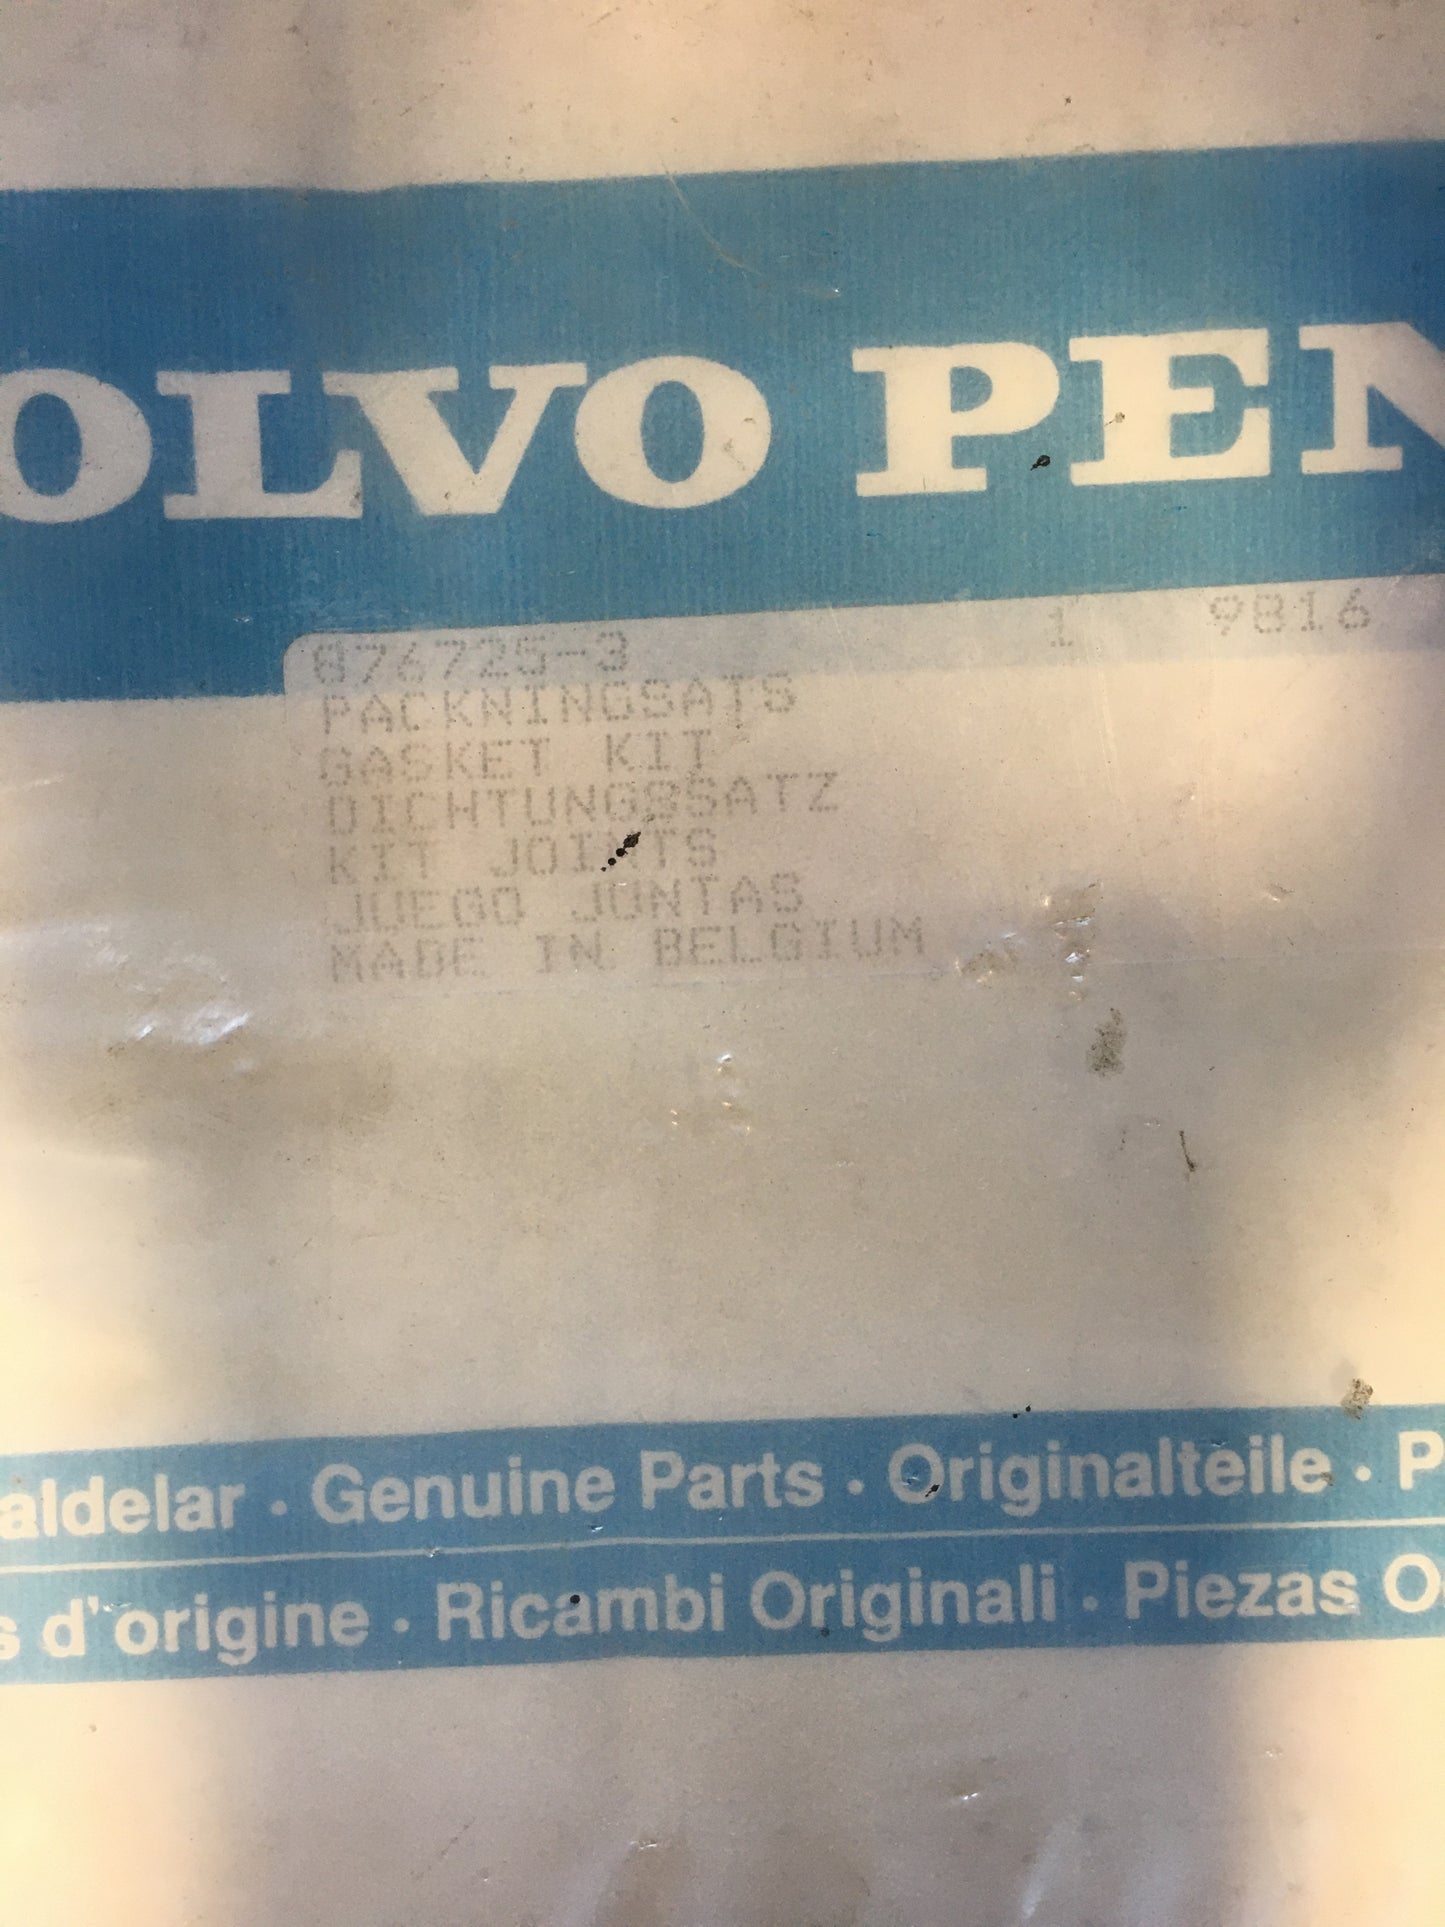 OLVO PEN
876725-3 1 9816
PACKNINGSATS
GASKET KIT
DICHTUNGSSATZ
KIT JOINTS
JUEGO JUNTAS
MADE IN BELGIUM
aldelar · Genuine Parts · Originalteile · P
s d'origine · Ricambi Originali · Piezas O